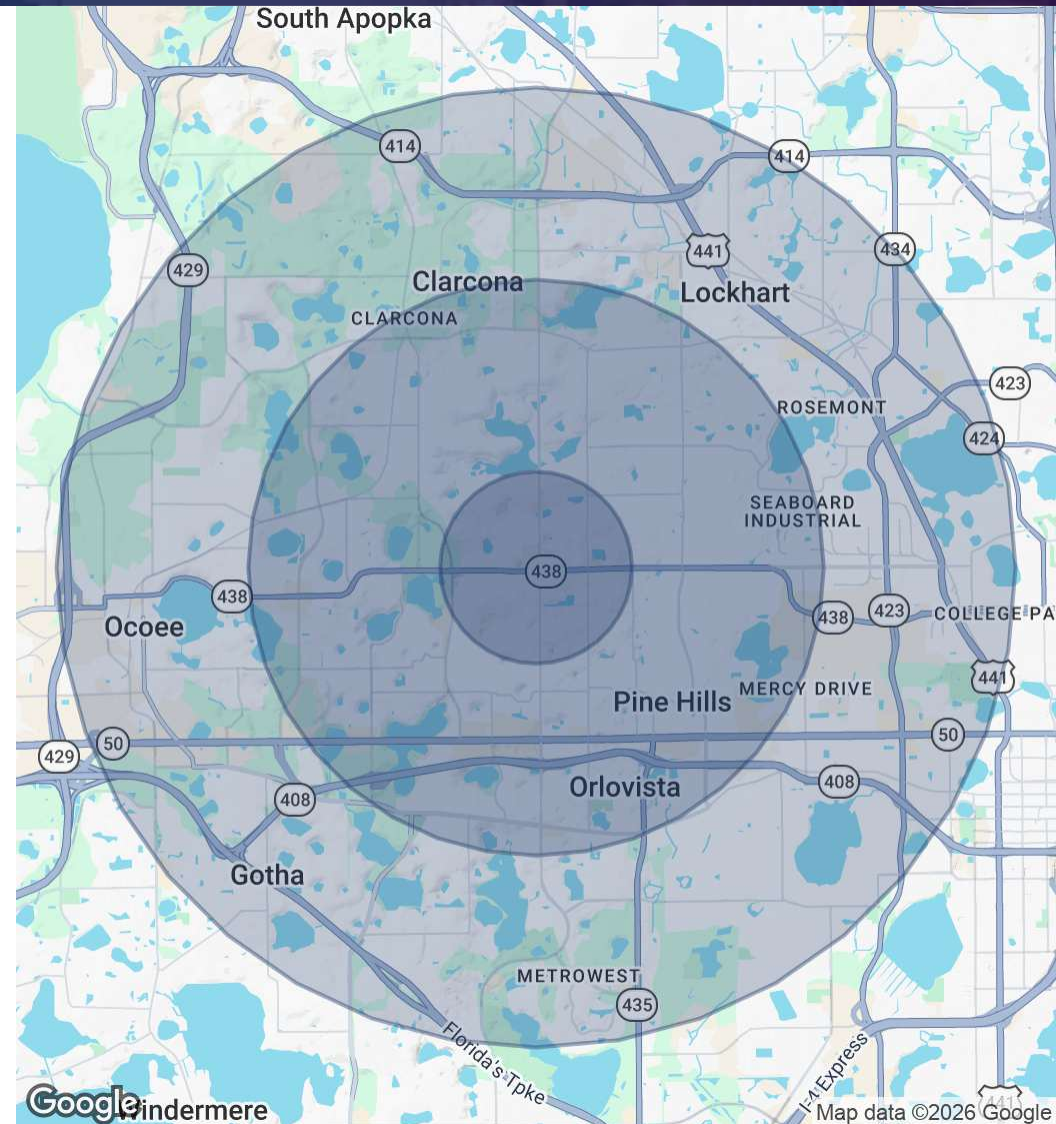 South Apopka
414
414
441
434
429
Clarcona
Lockhart
CLARCONA
423
ROSEMONT
424
SEABOARD
INDUSTRIAL
438
438
438
423
COLLEGE PA
Ocoee
441
MERCY DRIVE
Pine Hills
50
50
429
Orlovista
408
408
Gotha
METROWEST
435
Florida's Tpke
I-4 Express
441
Google
Windermere
Map data ©2026 Google